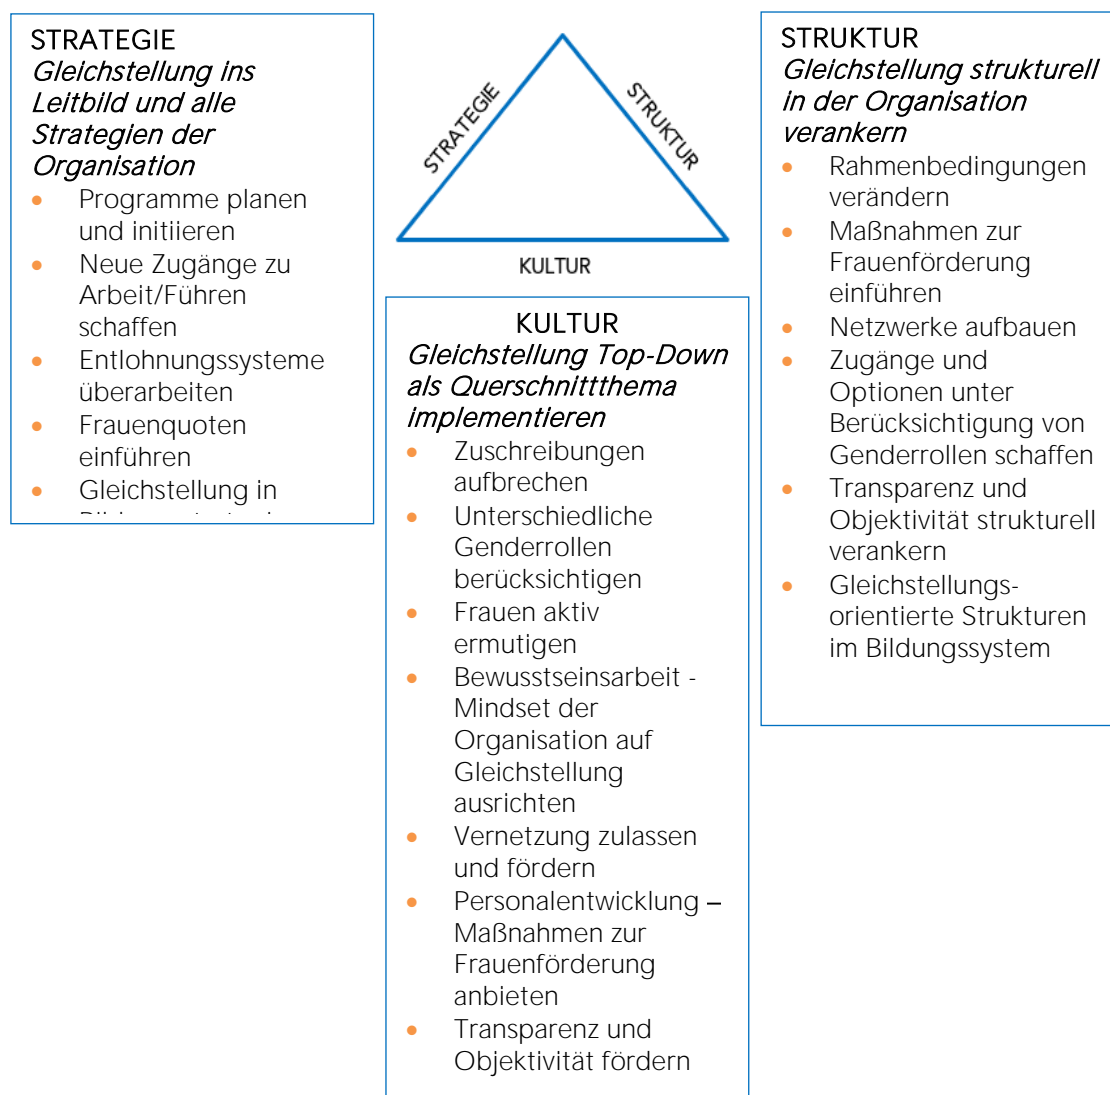 STRATEGIE
Gleichstellung ins
Leitbild und alle
Strategien der
Organisation
• Programme planen
und initiieren
• Neue Zugänge zu
Arbeit/Führen
schaffen
• Entlohnungssysteme
überarbeiten
• Frauenquoten
einführen
• Gleichstellung in
STRATEGIE
STRUKTUR
KULTUR
KULTUR
Gleichstellung Top-Down
als Querschnittthema
implementieren
• Zuschreibungen
aufbrechen
• Unterschiedliche
Genderrollen
berücksichtigen
• Frauen aktiv
ermutigen
• Bewusstseinsarbeit -
Mindset der
Organisation auf
Gleichstellung
ausrichten
• Vernetzung zulassen
und fördern
• Personalentwicklung –
Maßnahmen zur
Frauenförderung
anbieten
• Transparenz und
Objektivität fördern
STRUKTUR
Gleichstellung strukturell
in der Organisation
verankern
• Rahmenbedingungen
verändern
• Maßnahmen zur
Frauenförderung
einführen
• Netzwerke aufbauen
• Zugänge und
Optionen unter
Berücksichtigung von
Genderrollen schaffen
• Transparenz und
Objektivität strukturell
verankern
• Gleichstellungs-
orientierte Strukturen
im Bildungssystem